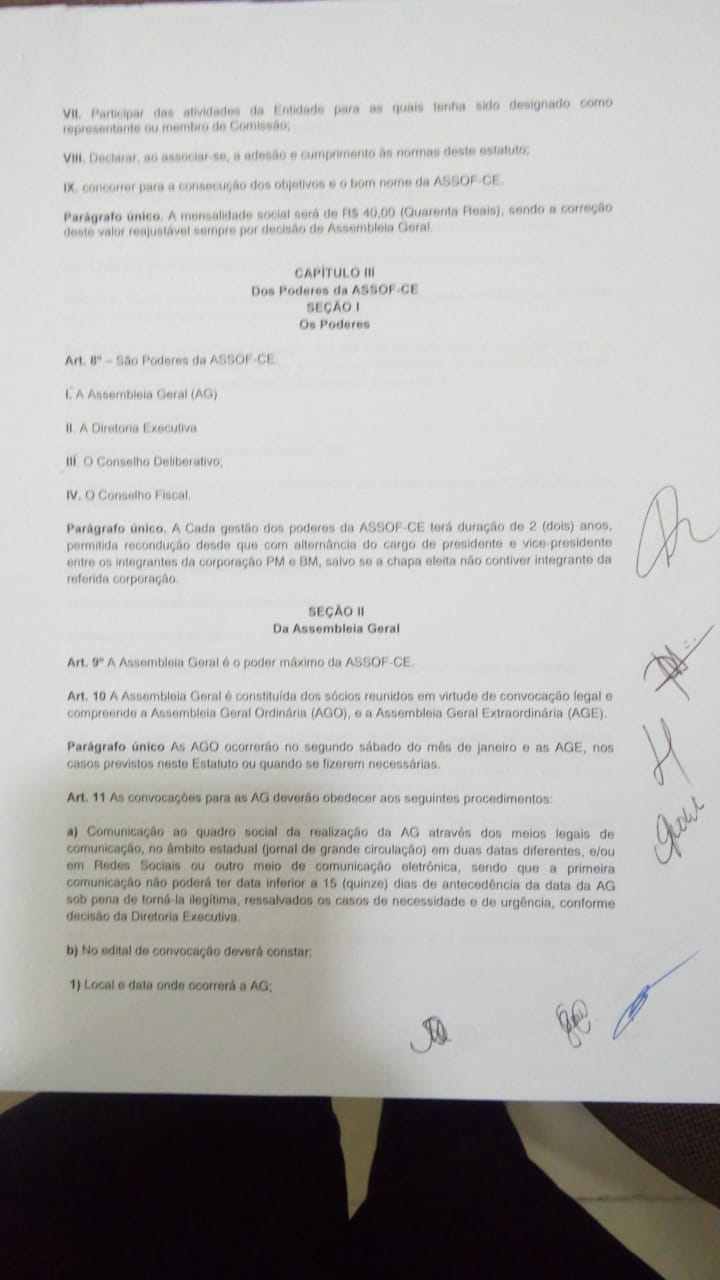 VII. Participar das atividades da Entidade para as quais tenha sido designado como
representante ou membro de Comissão;
VIII. Declarar, ao associar-se, a adesão e cumprimento às normas deste estatuto;
IX. concorrer para a consecução dos objetivos e o bom nome da ASSOF-CE.
Parágrafo único. A mensalidade social será de R$ 40,00 (Quarenta Reais), sendo a correção
deste valor reajustável sempre por decisão de Assembleia Geral.
CAPÍTULO III
Dos Poderes da ASSOF-CE
SEÇÃO I
Os Poderes
Art. 8º – São Poderes da ASSOF-CE:
I. A Assembleia Geral (AG)
II. A Diretoria Executiva
III. O Conselho Deliberativo;
IV. O Conselho Fiscal.
Parágrafo único. A Cada gestão dos poderes da ASSOF-CE terá duração de 2 (dois) anos,
permitida recondução desde que com alternância do cargo de presidente e vice-presidente
entre os integrantes da corporação PM e BM, salvo se a chapa eleita não contiver integrante da
referida corporação.
SEÇÃO II
Da Assembleia Geral
Art. 9º A Assembleia Geral é o poder máximo da ASSOF-CE.
Art. 10 A Assembleia Geral é constituída dos sócios reunidos em virtude de convocação legal e
compreende a Assembleia Geral Ordinária (AGO), e a Assembleia Geral Extraordinária (AGE).
Parágrafo único As AGO ocorrerão no segundo sábado do mês de janeiro e as AGE, nos
casos previstos neste Estatuto ou quando se fizerem necessárias.
Art. 11 As convocações para as AG deverão obedecer aos seguintes procedimentos:
a) Comunicação ao quadro social da realização da AG através dos meios legais de
comunicação, no âmbito estadual (jornal de grande circulação) em duas datas diferentes, e/ou
em Redes Sociais ou outro meio de comunicação eletrônica, sendo que a primeira
comunicação não poderá ter data inferior a 15 (quinze) dias de antecedência da data da AG
sob pena de torná-la ilegítima, ressalvados os casos de necessidade e de urgência, conforme
decisão da Diretoria Executiva.
b) No edital de convocação deverá constar:
1) Local e data onde ocorrerá a AG;